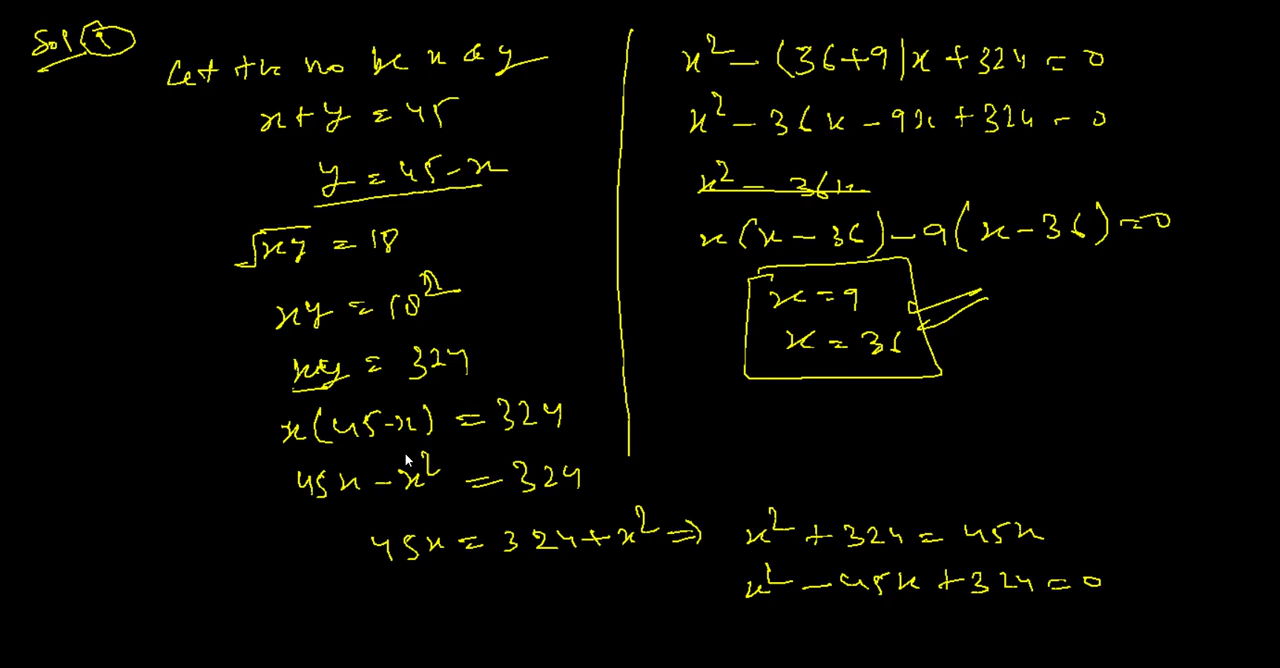 Sol ①
Let the no be x & y
x+y = 45
y = 45-x
√xy = 18
xy = 18²
xy = 324
x(45-x) = 324
45x - x² = 324
45x = 324+x² ⇒ x² + 324 = 45x
x² - 45x + 324 = 0
x² - (36+9)x + 324 = 0
x² - 36x - 9x + 324 = 0
x² - 36x
x(x-36) - 9(x-36) = 0
x = 9
x = 36